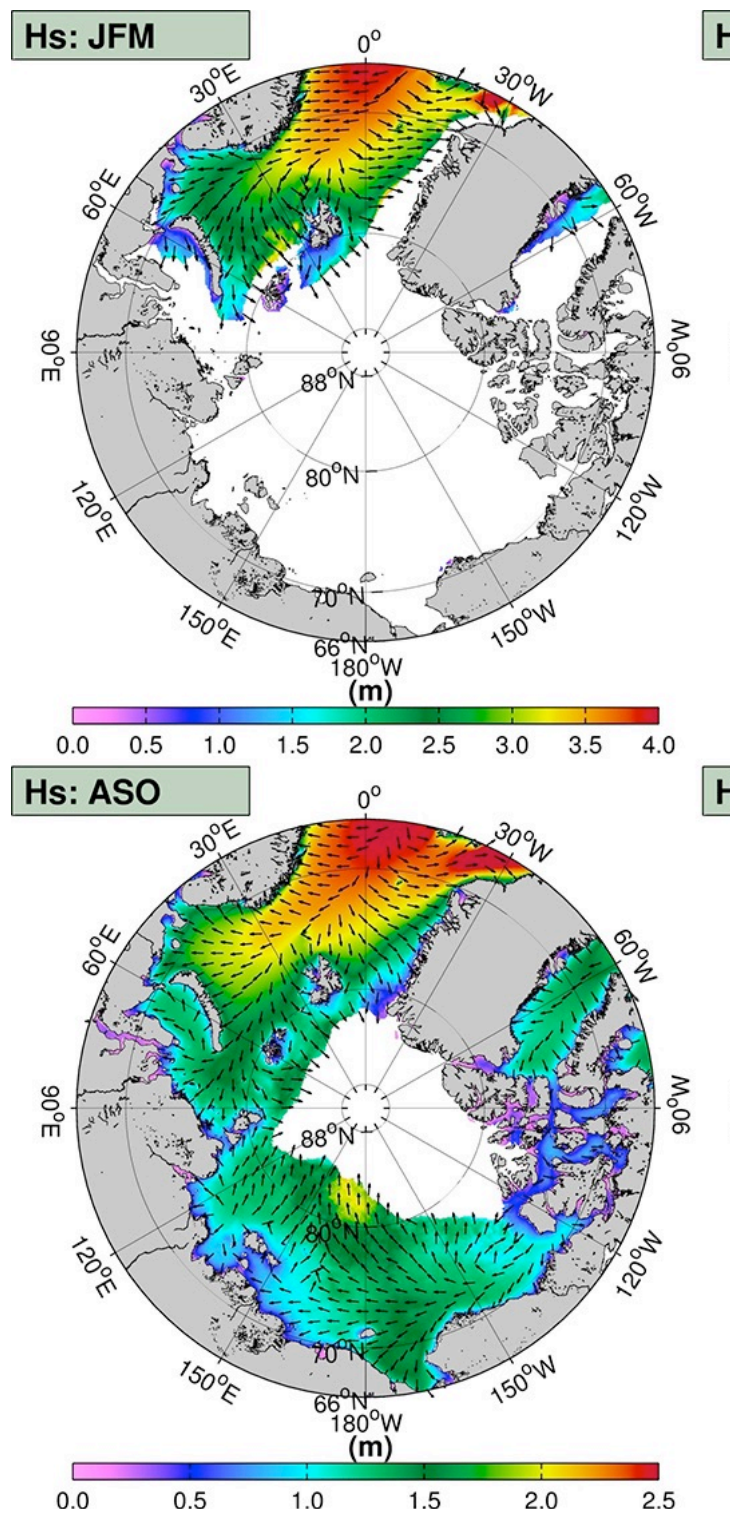 Hs: JFM
H
0°
30°E
30°W
60°E
60°W
90°E
90°W
88°N
80°N
120°E
120°W
70°N
150°E
150°W
66°N
180°W
(m)
0.0 0.5 1.0 1.5 2.0 2.5 3.0 3.5 4.0
Hs: ASO
H
0°
30°E
30°W
60°E
60°W
90°E
90°W
88°N
80°N
120°E
120°W
70°N
150°E
150°W
66°N
180°W
(m)
0.0 0.5 1.0 1.5 2.0 2.5